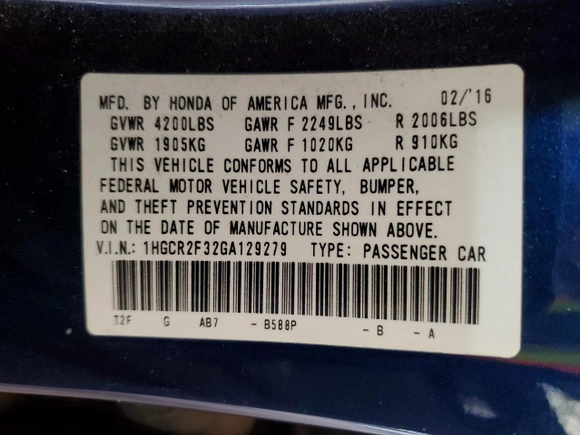 MFD. BY HONDA OF AMERICA MFG., INC. 02/'16
GVWR 4200LBS GAWR F 2249LBS R 2006LBS
GVWR 1905KG GAWR F 1020KG R 910KG
THIS VEHICLE CONFORMS TO ALL APPLICABLE
FEDERAL MOTOR VEHICLE SAFETY, BUMPER,
AND THEFT PREVENTION STANDARDS IN EFFECT
ON THE DATE OF MANUFACTURE SHOWN ABOVE.
V.I.N.: 1HGCR2F32GA129279 TYPE: PASSENGER CAR
T2F G AB7 - B588P - B - A